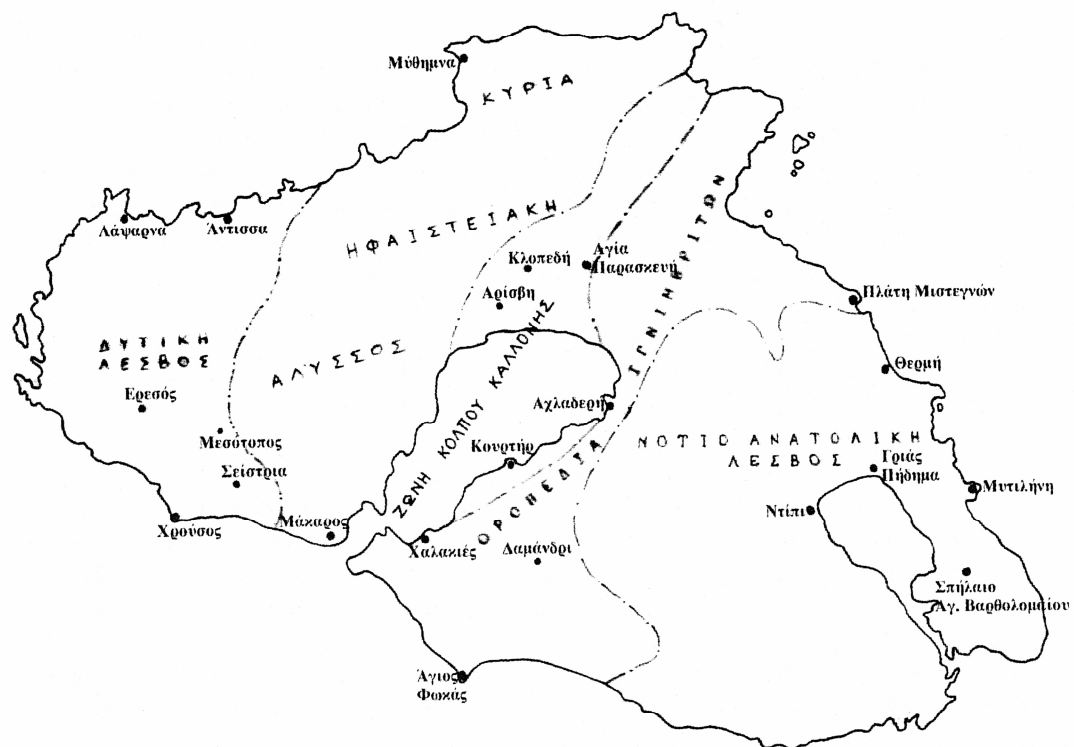 Μύθημνα
ΚΥΡΙΑ
Λάψαρνα
Άντισσα
ΗΦΑΙΣΤΕΙΑΚΗ
ΑΛΥΣΣΟΣ
Κλοπεδή
Αγία
Παρασκευή
Αρίσβη
Πλάτη Μιστεγνών
ΔΥΤΙΚΗ
ΛΕΣΒΟΣ
Θερμή
Ερεσός
Μεσότοπος
Σείστρια
Χρούσος
Μάκαρος
ΖΩΝΗ ΚΟΛΠΟΥ ΚΑΛΛΟΝΗΣ
Αχλαδερή
Κουρτήρ
ΟΡΟΠΕΔΙΑ ΙΓΝΙΜΒΡΙΤΩΝ
ΝΟΤΙΟ ΑΝΑΤΟΛΙΚΗ
ΛΕΣΒΟΣ
Γριάς
Πήδημα
Μυτιλήνη
Ντίπι
Χαλακιές
Δαμάνδρι
Σπήλαιο
Αγ. Βαρθολομαίου
Άγιος
Φωκάς